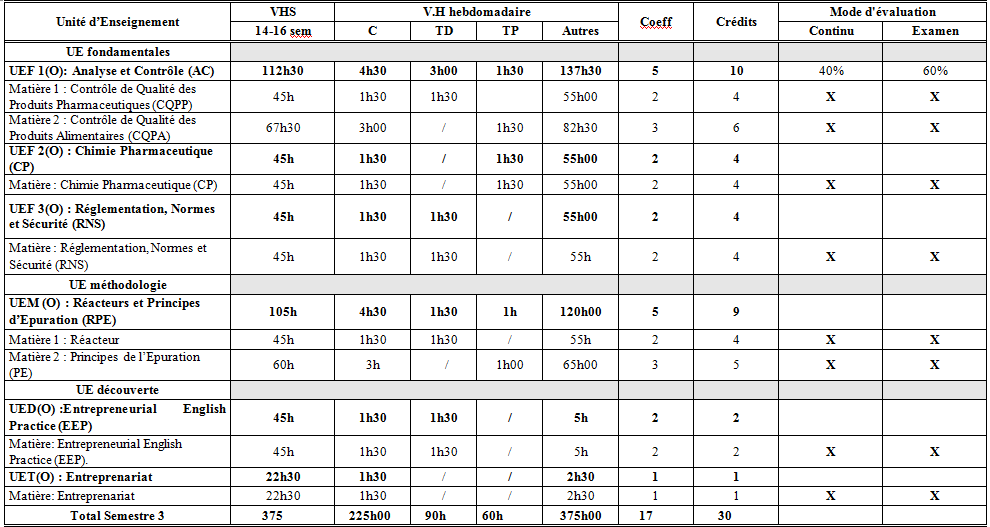 Unité d’Enseignement VHS V.H hebdomadaire Coeff Crédits Mode d'évaluation
14-16 sem C TD TP Autres Continu Examen
UE fondamentales
UEF 1(O): Analyse et Contrôle (AC) 112h30 4h30 3h00 1h30 137h30 5 10 40% 60%
Matière 1 : Contrôle de Qualité des
Produits Pharmaceutiques (CQPP) 45h 1h30 1h30 55h00 2 4 X X
Matière 2 : Contrôle de Qualité des
Produits Alimentaires (CQPA) 67h30 3h00 / 1h30 82h30 3 6 X X
UEF 2(O) : Chimie Pharmaceutique
(CP) 45h 1h30 / 1h30 55h00 2 4
Matière : Chimie Pharmaceutique (CP) 45h 1h30 / 1h30 55h00 2 4 X X
UEF 3(O) : Réglementation, Normes
et Sécurité (RNS) 45h 1h30 1h30 / 55h00 2 4
Matière : Réglementation, Normes et
Sécurité (RNS) 45h 1h30 1h30 / 55h 2 4 X X
UE méthodologie
UEM (O) : Réacteurs et Principes
d’Epuration (RPE) 105h 4h30 1h30 1h 120h00 5 9
Matière 1 : Réacteur 45h 1h30 1h30 / 55h 2 4 X X
Matière 2 : Principes de l’Epuration
(PE) 60h 3h / 1h00 65h00 3 5 X X
UE découverte
UED(O) :Entrepreneurial English
Practice (EEP) 45h 1h30 1h30 / 5h 2 2
Matière: Entrepreneurial English
Practice (EEP). 45h 1h30 1h30 / 5h 2 2 X X
UET(O) : Entreprenariat 22h30 1h30 / / 2h30 1 1
Matière: Entreprenariat 22h30 1h30 / / 2h30 1 1 X X
Total Semestre 3 375 225h00 90h 60h 375h00 17 30